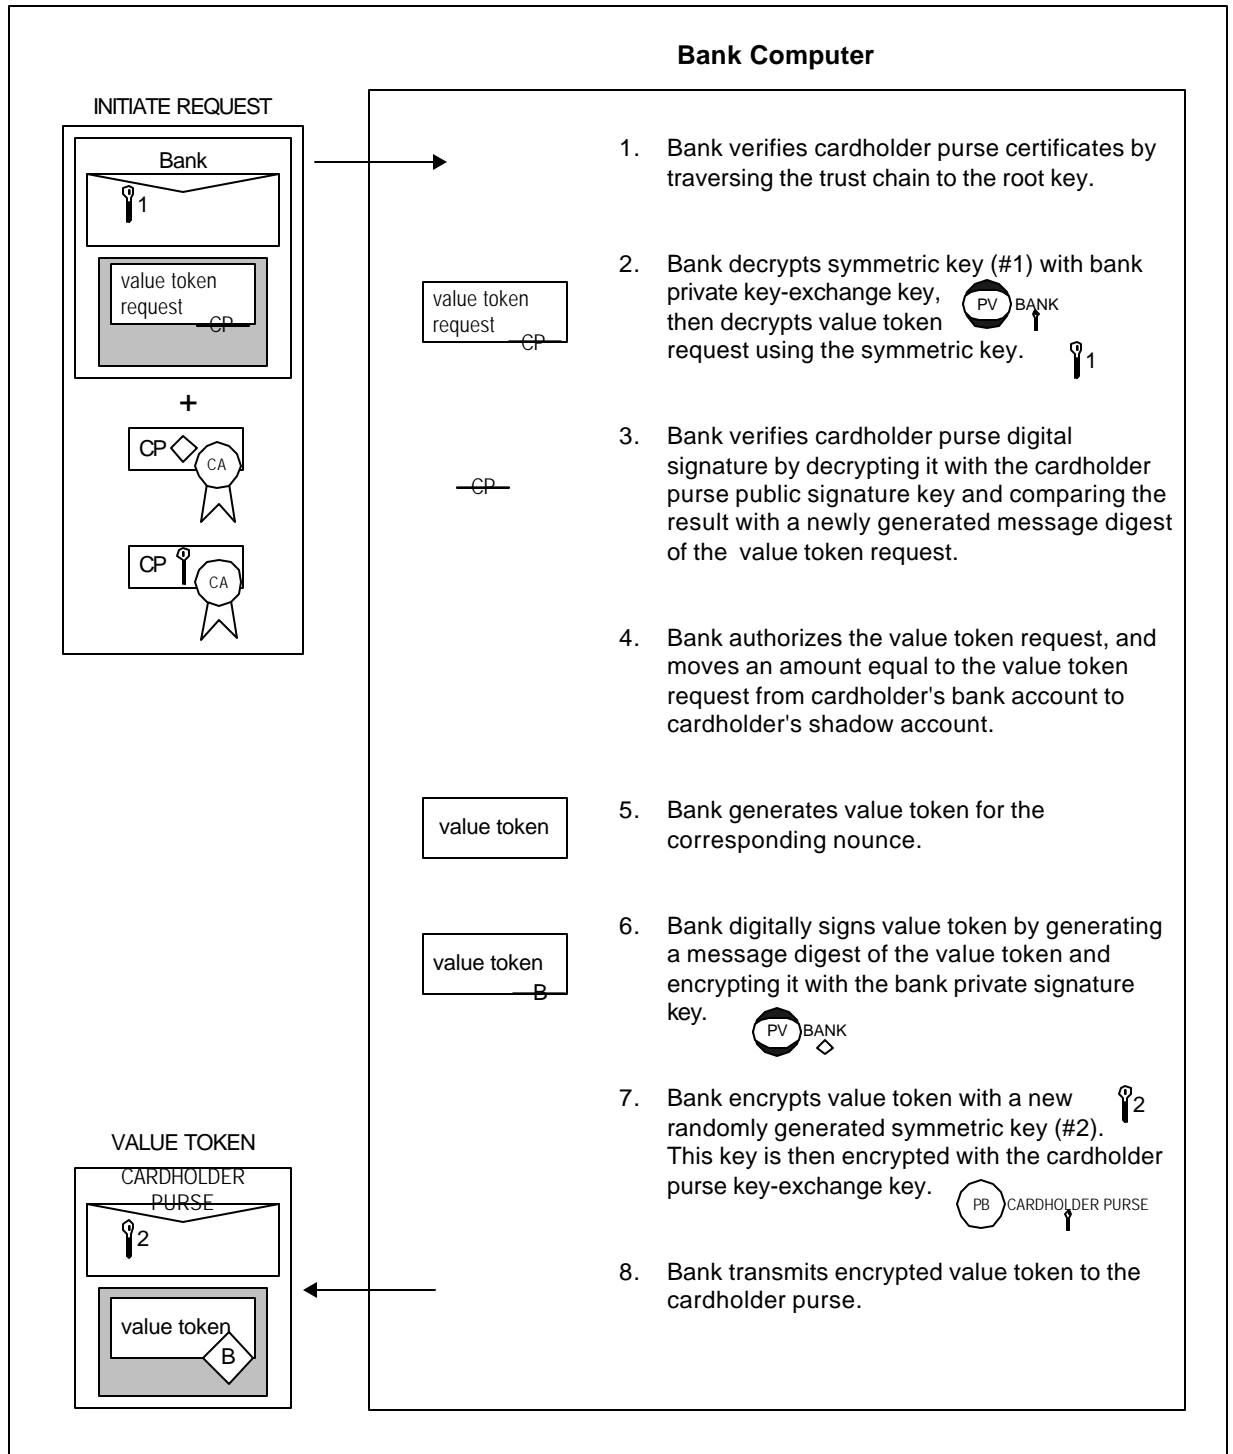 Bank Computer
INITIATE REQUEST
Bank
1
value token
request
CP
+
CP
CA
CP
CA
1. Bank verifies cardholder purse certificates by
traversing the trust chain to the root key.
value token
request
CP
2. Bank decrypts symmetric key (#1) with bank
private key-exchange key,
then decrypts value token
request using the symmetric key.
PV BANK
1
CP
3. Bank verifies cardholder purse digital
signature by decrypting it with the cardholder
purse public signature key and comparing the
result with a newly generated message digest
of the value token request.
4. Bank authorizes the value token request, and
moves an amount equal to the value token
request from cardholder's bank account to
cardholder's shadow account.
value token
5. Bank generates value token for the
corresponding nounce.
value token
B
6. Bank digitally signs value token by generating
a message digest of the value token and
encrypting it with the bank private signature
key.
PV BANK
7. Bank encrypts value token with a new
randomly generated symmetric key (#2).
This key is then encrypted with the cardholder
purse key-exchange key.
2
PB CARDHOLDER PURSE
8. Bank transmits encrypted value token to the
cardholder purse.
VALUE TOKEN
CARDHOLDER
PURSE
2
value token
B